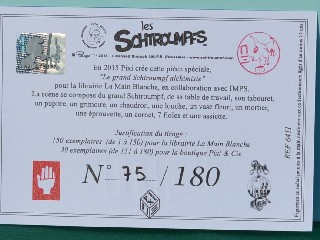 les
SCHTROUMPFS
En 2015 Pixi crée cette pièce spéciale,
"Le grand Schtroumpf alchimiste"
pour la librairie La Main Blanche, en collaboration avec IMPS.
La scène se compose du grand Schtroumpf, de sa table de travail, son tabouret,
un pupitre, un grimoire, un chaudron, une louche, un vase fleur, un mortier,
une éprouvette, un cornet, 7 fioles et une assiette.
Justification du tirage :
150 exemplaires (de 1 à 150) pour la librairie La Main Blanche
30 exemplaires (de 151 à 180) pour la boutique Pixi & Cie
N° 75 /180
REF 6431